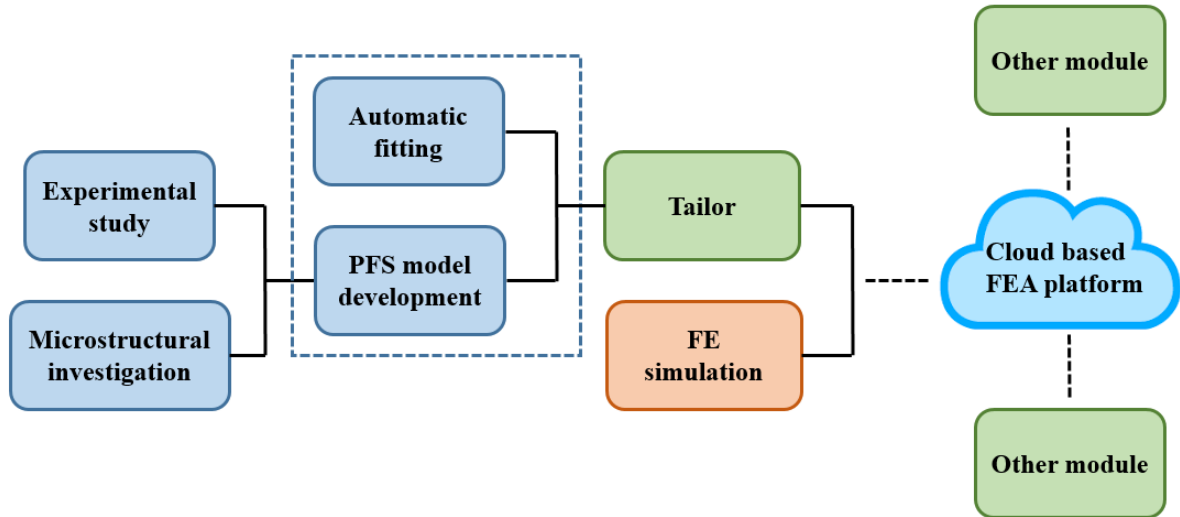 Experimental
study
Microstructural
investigation
Automatic
fitting
PFS model
development
Tailor
FE
simulation
Other module
Cloud based
FEA platform
Other module